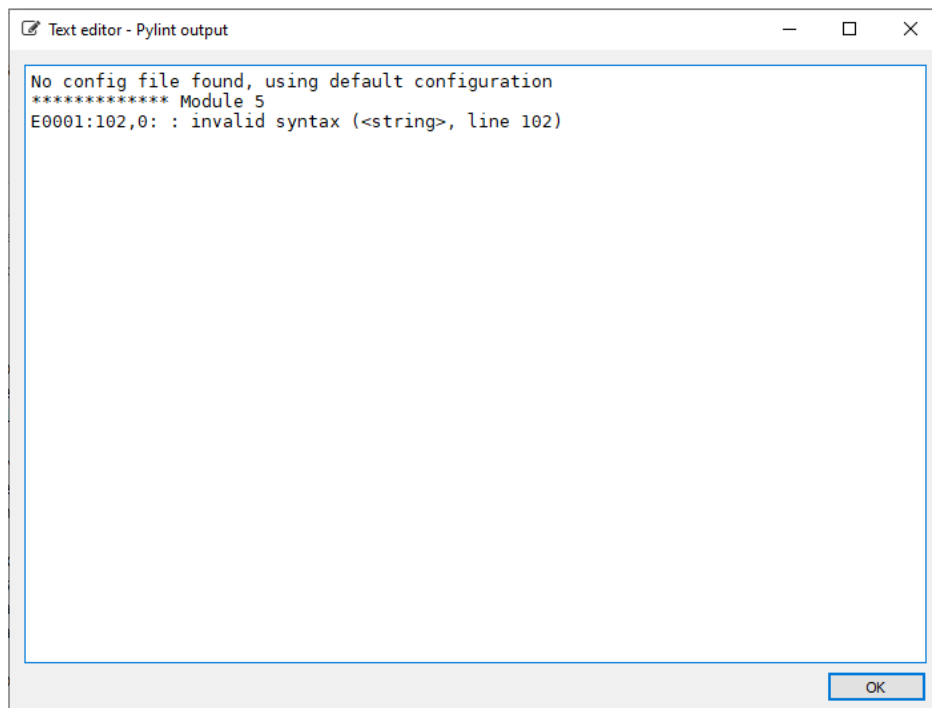 Text editor - Pylint output
No config file found, using default configuration
************* Module 5
E0001:102,0: : invalid syntax (<string>, line 102)
OK